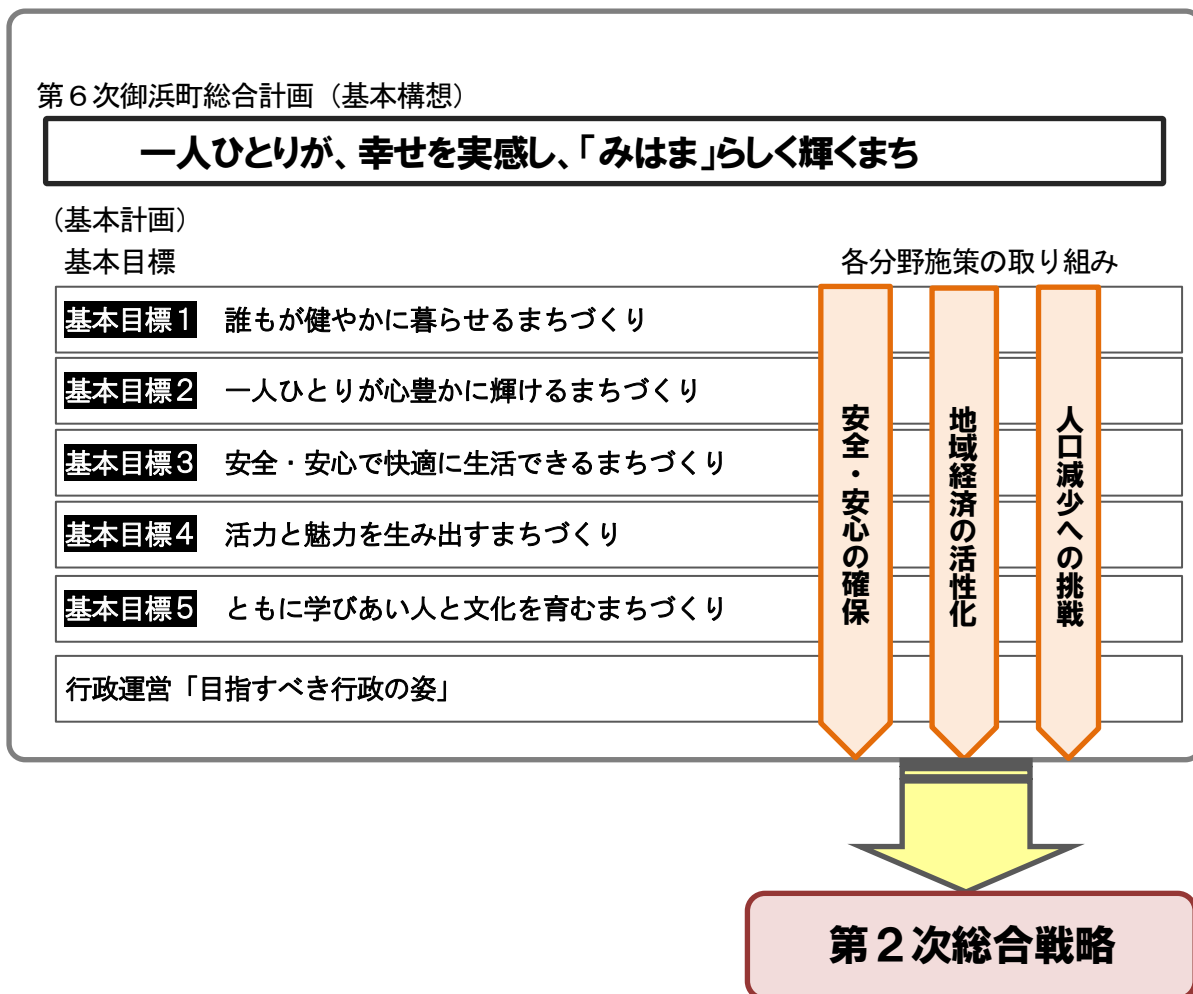 第６次御浜町総合計画（基本構想）
一人ひとりが、幸せを実感し、「みはま」らしく輝くまち
（基本計画）
基本目標
各分野施策の取り組み
基本目標１　誰もが健やかに暮らせるまちづくり
基本目標２　一人ひとりが心豊かに輝けるまちづくり
基本目標３　安全・安心で快適に生活できるまちづくり
基本目標４　活力と魅力を生み出すまちづくり
基本目標５　ともに学びあい人と文化を育むまちづくり
行政運営「目指すべき行政の姿」
安全・安心の確保
地域経済の活性化
人口減少への挑戦
第２次総合戦略